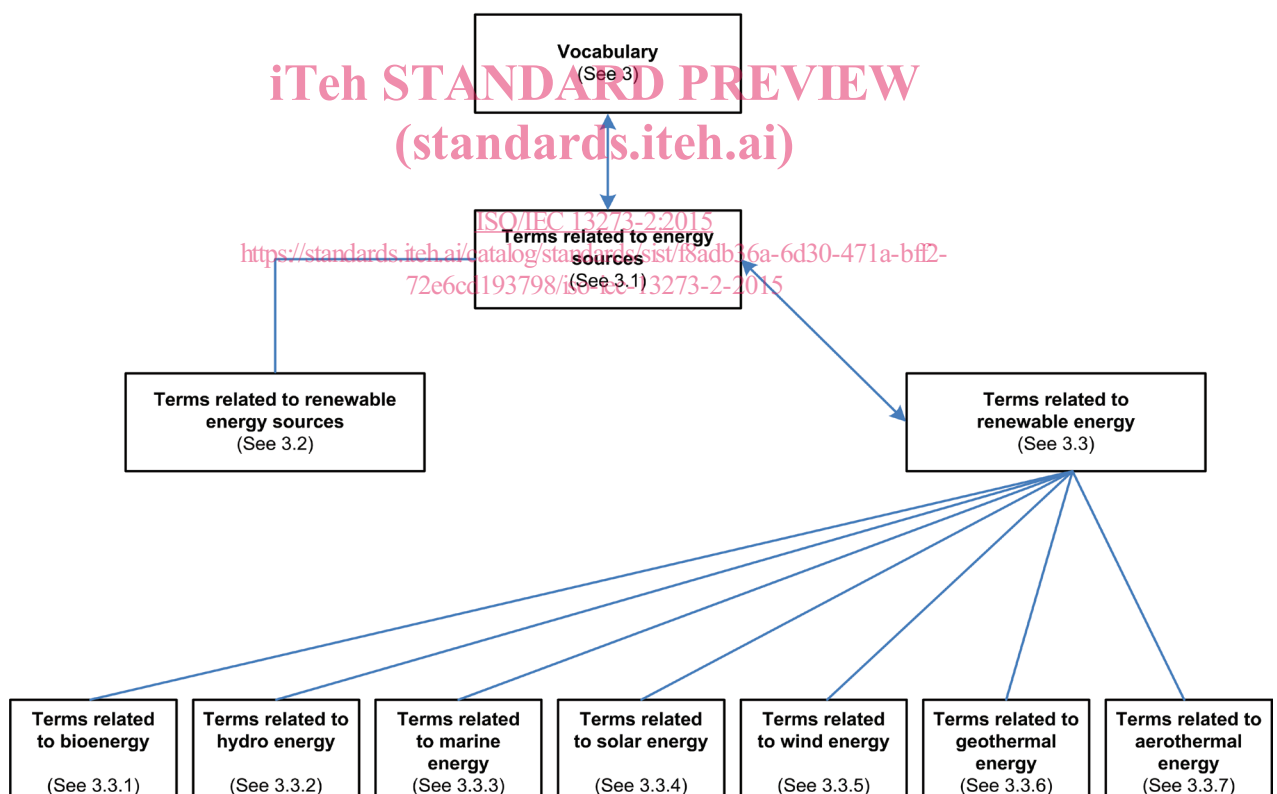 Vocabulary
(See 3)
iTeh STANDARD PREVIEW
(standards.iteh.ai)
ISO/IEC 13273-2:2015
Terms related to energy
sources
(See 3.1)
https://standards.iteh.ai/catalog/standards/sist/f8adb36a-6d30-471a-bff2-
72e6cd193798/iso-iec-13273-2-2015
Terms related to renewable
energy sources
(See 3.2)
Terms related to
renewable energy
(See 3.3)
Terms related
to bioenergy
(See 3.3.1)
Terms related to
hydro energy
(See 3.3.2)
Terms related
to marine
energy
(See 3.3.3)
Terms related
to solar energy
(See 3.3.4)
Terms related
to wind energy
(See 3.3.5)
Terms related to
geothermal
energy
(See 3.3.6)
Terms related to
aerothermal
energy
(See 3.3.7)